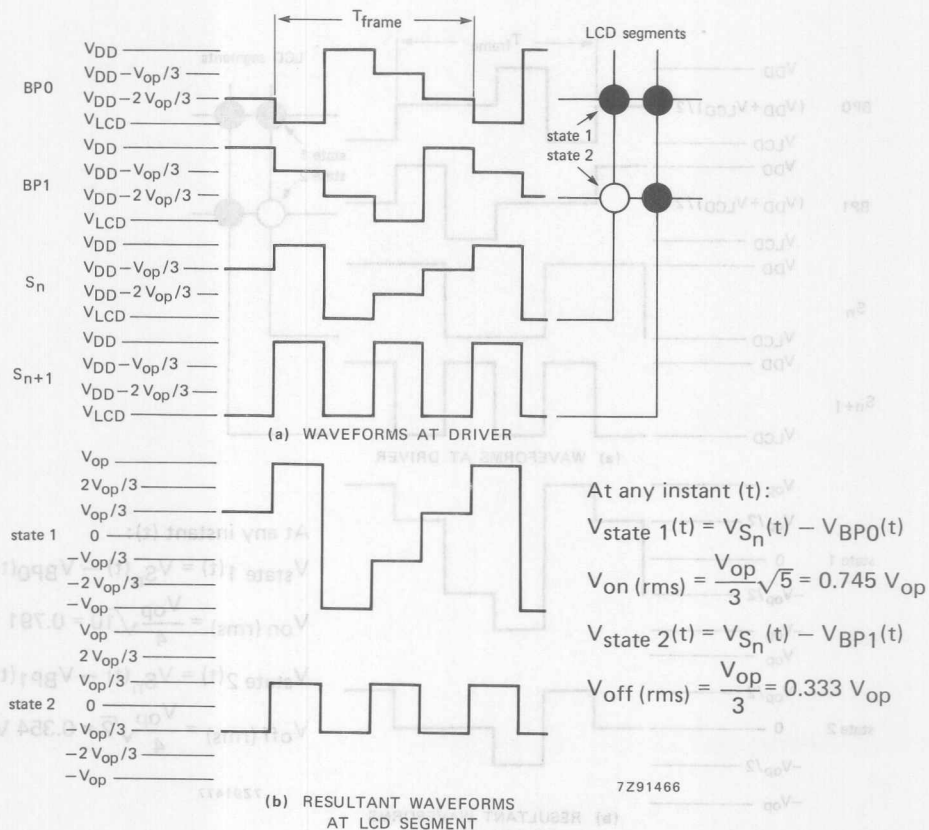 T_frame
LCD segments
BP0
V_DD
V_DD − V_op/3
V_DD − 2 V_op/3
V_LCD
state 1
state 2
BP1
V_DD
V_DD − V_op/3
V_DD − 2 V_op/3
V_LCD
S_n
V_DD
V_DD − V_op/3
V_DD − 2 V_op/3
V_LCD
S_n+1
V_DD
V_DD − V_op/3
V_DD − 2 V_op/3
V_LCD
(a) WAVEFORMS AT DRIVER
state 1
V_op
2 V_op/3
V_op/3
0
−V_op/3
−2 V_op/3
−V_op
state 2
V_op
2 V_op/3
V_op/3
0
−V_op/3
−2 V_op/3
−V_op
At any instant (t):
V_state 1(t) = V_Sn(t) − V_BP0(t)
V_on (rms) = V_op/3 √5 = 0.745 V_op
V_state 2(t) = V_Sn(t) − V_BP1(t)
V_off (rms) = V_op/3 = 0.333 V_op
7Z91466
(b) RESULTANT WAVEFORMS
AT LCD SEGMENT